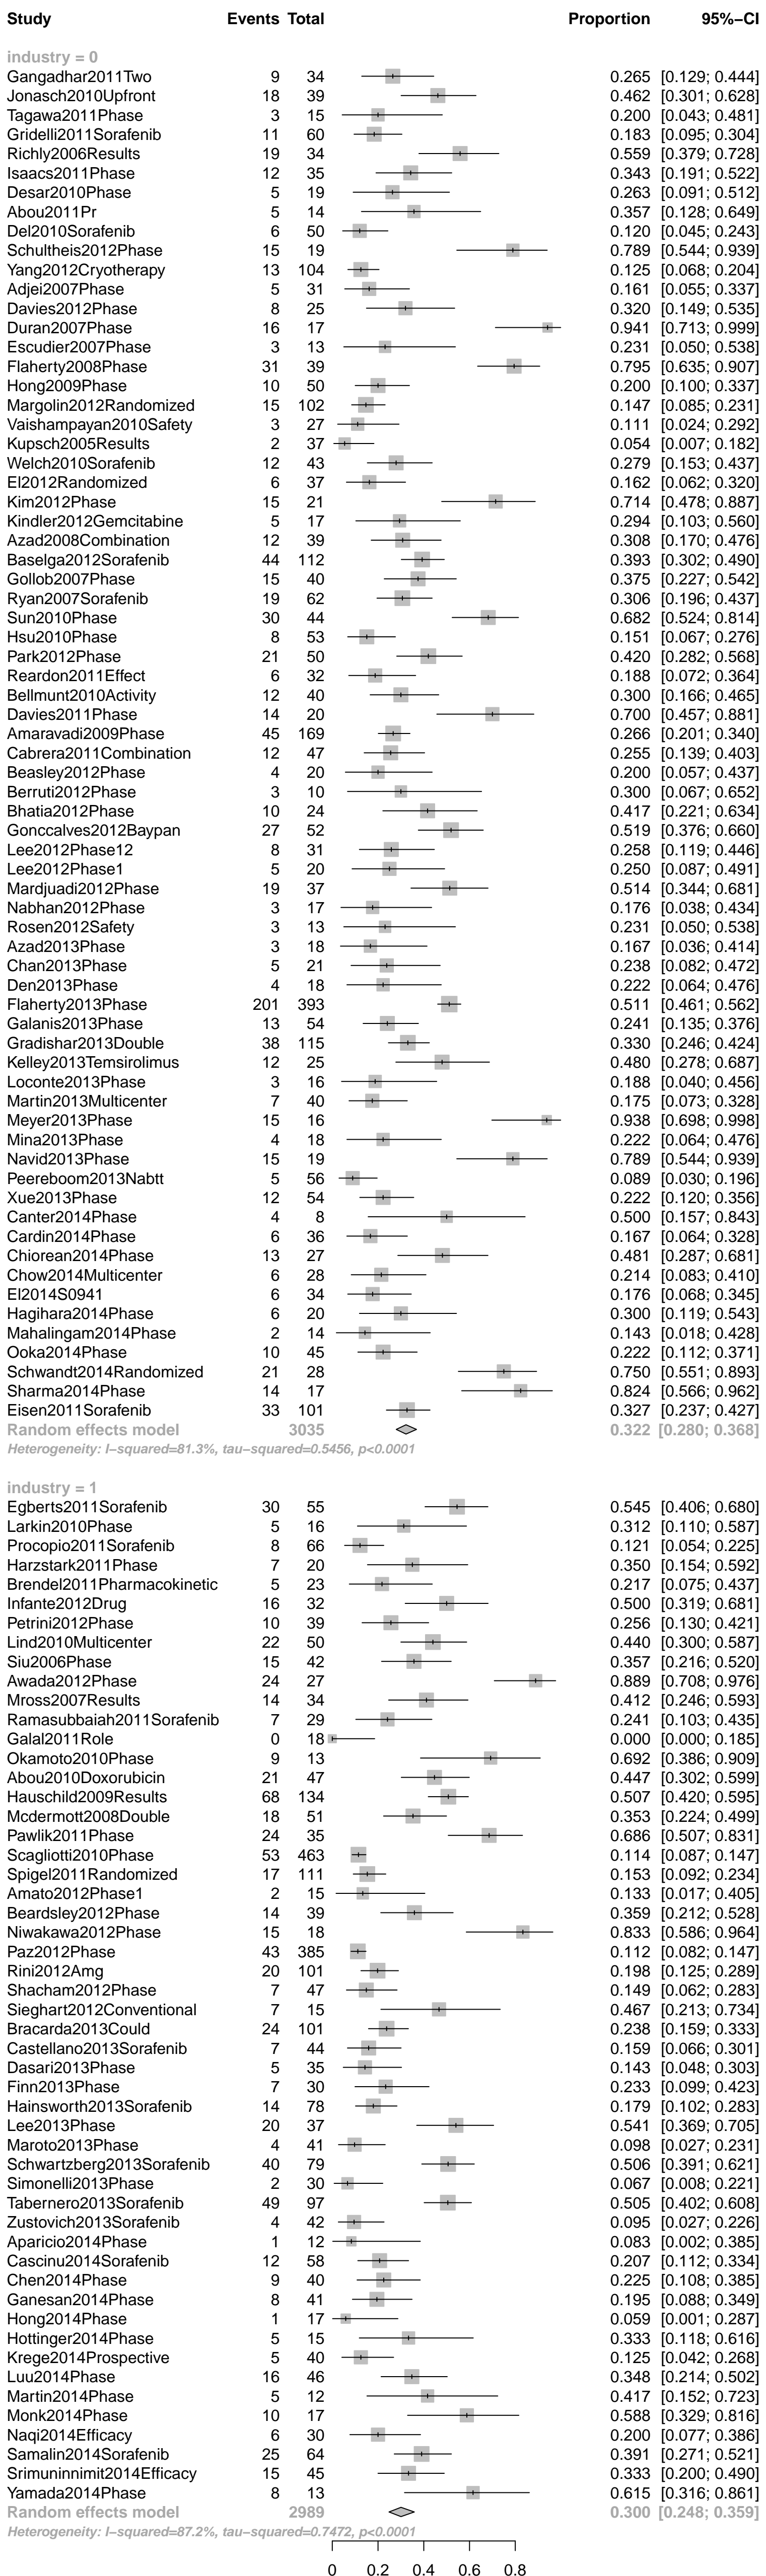 Study Events Total Proportion 95%−CI
industry = 0
Gangadhar2011Two 9 34 0.265 [0.129; 0.444]
Jonasch2010Upfront 18 39 0.462 [0.301; 0.628]
Tagawa2011Phase 3 15 0.200 [0.043; 0.481]
Gridelli2011Sorafenib 11 60 0.183 [0.095; 0.304]
Richly2006Results 19 34 0.559 [0.379; 0.728]
Isaacs2011Phase 12 35 0.343 [0.191; 0.522]
Desar2010Phase 5 19 0.263 [0.091; 0.512]
Abou2011Pr 5 14 0.357 [0.128; 0.649]
Del2010Sorafenib 6 50 0.120 [0.045; 0.243]
Schultheis2012Phase 15 19 0.789 [0.544; 0.939]
Yang2012Cryotherapy 13 104 0.125 [0.068; 0.204]
Adjei2007Phase 5 31 0.161 [0.055; 0.337]
Davies2012Phase 8 25 0.320 [0.149; 0.535]
Duran2007Phase 16 17 0.941 [0.713; 0.999]
Escudier2007Phase 3 13 0.231 [0.050; 0.538]
Flaherty2008Phase 31 39 0.795 [0.635; 0.907]
Hong2009Phase 10 50 0.200 [0.100; 0.337]
Margolin2012Randomized 15 102 0.147 [0.085; 0.231]
Vaishampayan2010Safety 3 27 0.111 [0.024; 0.292]
Kupsch2005Results 2 37 0.054 [0.007; 0.182]
Welch2010Sorafenib 12 43 0.279 [0.153; 0.437]
El2012Randomized 6 37 0.162 [0.062; 0.320]
Kim2012Phase 15 21 0.714 [0.478; 0.887]
Kindler2012Gemcitabine 5 17 0.294 [0.103; 0.560]
Azad2008Combination 12 39 0.308 [0.170; 0.476]
Baselga2012Sorafenib 44 112 0.393 [0.302; 0.490]
Gollob2007Phase 15 40 0.375 [0.227; 0.542]
Ryan2007Sorafenib 19 62 0.306 [0.196; 0.437]
Sun2010Phase 30 44 0.682 [0.524; 0.814]
Hsu2010Phase 8 53 0.151 [0.067; 0.276]
Park2012Phase 21 50 0.420 [0.282; 0.568]
Reardon2011Effect 6 32 0.188 [0.072; 0.364]
Bellmunt2010Activity 12 40 0.300 [0.166; 0.465]
Davies2011Phase 14 20 0.700 [0.457; 0.881]
Amaravadi2009Phase 45 169 0.266 [0.201; 0.340]
Cabrera2011Combination 12 47 0.255 [0.139; 0.403]
Beasley2012Phase 4 20 0.200 [0.057; 0.437]
Berruti2012Phase 3 10 0.300 [0.067; 0.652]
Bhatia2012Phase 10 24 0.417 [0.221; 0.634]
Gonccalves2012Baypan 27 52 0.519 [0.376; 0.660]
Lee2012Phase12 8 31 0.258 [0.119; 0.446]
Lee2012Phase1 5 20 0.250 [0.087; 0.491]
Mardjuadi2012Phase 19 37 0.514 [0.344; 0.681]
Nabhan2012Phase 3 17 0.176 [0.038; 0.434]
Rosen2012Safety 3 13 0.231 [0.050; 0.538]
Azad2013Phase 3 18 0.167 [0.036; 0.414]
Chan2013Phase 5 21 0.238 [0.082; 0.472]
Den2013Phase 4 18 0.222 [0.064; 0.476]
Flaherty2013Phase 201 393 0.511 [0.461; 0.562]
Galanis2013Phase 13 54 0.241 [0.135; 0.376]
Gradishar2013Double 38 115 0.330 [0.246; 0.424]
Kelley2013Temsirolimus 12 25 0.480 [0.278; 0.687]
Loconte2013Phase 3 16 0.188 [0.040; 0.456]
Martin2013Multicenter 7 40 0.175 [0.073; 0.328]
Meyer2013Phase 15 16 0.938 [0.698; 0.998]
Mina2013Phase 4 18 0.222 [0.064; 0.476]
Navid2013Phase 15 19 0.789 [0.544; 0.939]
Peereboom2013Nabtt 5 56 0.089 [0.030; 0.196]
Xue2013Phase 12 54 0.222 [0.120; 0.356]
Canter2014Phase 4 8 0.500 [0.157; 0.843]
Cardin2014Phase 6 36 0.167 [0.064; 0.328]
Chiorean2014Phase 13 27 0.481 [0.287; 0.681]
Chow2014Multicenter 6 28 0.214 [0.083; 0.410]
El2014S0941 6 34 0.176 [0.068; 0.345]
Hagihara2014Phase 6 20 0.300 [0.119; 0.543]
Mahalingam2014Phase 2 14 0.143 [0.018; 0.428]
Ooka2014Phase 10 45 0.222 [0.112; 0.371]
Schwandt2014Randomized 21 28 0.750 [0.551; 0.893]
Sharma2014Phase 14 17 0.824 [0.566; 0.962]
Eisen2011Sorafenib 33 101 0.327 [0.237; 0.427]
Random effects model 3035 0.322 [0.280; 0.368]
Heterogeneity: I−squared=81.3%, tau−squared=0.5456, p<0.0001
industry = 1
Egberts2011Sorafenib 30 55 0.545 [0.406; 0.680]
Larkin2010Phase 5 16 0.312 [0.110; 0.587]
Procopio2011Sorafenib 8 66 0.121 [0.054; 0.225]
Harzstark2011Phase 7 20 0.350 [0.154; 0.592]
Brendel2011Pharmacokinetic 5 23 0.217 [0.075; 0.437]
Infante2012Drug 16 32 0.500 [0.319; 0.681]
Petrini2012Phase 10 39 0.256 [0.130; 0.421]
Lind2010Multicenter 22 50 0.440 [0.300; 0.587]
Siu2006Phase 15 42 0.357 [0.216; 0.520]
Awada2012Phase 24 27 0.889 [0.708; 0.976]
Mross2007Results 14 34 0.412 [0.246; 0.593]
Ramasubbaiah2011Sorafenib 7 29 0.241 [0.103; 0.435]
Galal2011Role 0 18 0.000 [0.000; 0.185]
Okamoto2010Phase 9 13 0.692 [0.386; 0.909]
Abou2010Doxorubicin 21 47 0.447 [0.302; 0.599]
Hauschild2009Results 68 134 0.507 [0.420; 0.595]
Mcdermott2008Double 18 51 0.353 [0.224; 0.499]
Pawlik2011Phase 24 35 0.686 [0.507; 0.831]
Scagliotti2010Phase 53 463 0.114 [0.087; 0.147]
Spigel2011Randomized 17 111 0.153 [0.092; 0.234]
Amato2012Phase1 2 15 0.133 [0.017; 0.405]
Beardsley2012Phase 14 39 0.359 [0.212; 0.528]
Niwakawa2012Phase 15 18 0.833 [0.586; 0.964]
Paz2012Phase 43 385 0.112 [0.082; 0.147]
Rini2012Amg 20 101 0.198 [0.125; 0.289]
Shacham2012Phase 7 47 0.149 [0.062; 0.283]
Sieghart2012Conventional 7 15 0.467 [0.213; 0.734]
Bracarda2013Could 24 101 0.238 [0.159; 0.333]
Castellano2013Sorafenib 7 44 0.159 [0.066; 0.301]
Dasari2013Phase 5 35 0.143 [0.048; 0.303]
Finn2013Phase 7 30 0.233 [0.099; 0.423]
Hainsworth2013Sorafenib 14 78 0.179 [0.102; 0.283]
Lee2013Phase 20 37 0.541 [0.369; 0.705]
Maroto2013Phase 4 41 0.098 [0.027; 0.231]
Schwartzberg2013Sorafenib 40 79 0.506 [0.391; 0.621]
Simonelli2013Phase 2 30 0.067 [0.008; 0.221]
Tabernero2013Sorafenib 49 97 0.505 [0.402; 0.608]
Zustovich2013Sorafenib 4 42 0.095 [0.027; 0.226]
Aparicio2014Phase 1 12 0.083 [0.002; 0.385]
Cascinu2014Sorafenib 12 58 0.207 [0.112; 0.334]
Chen2014Phase 9 40 0.225 [0.108; 0.385]
Ganesan2014Phase 8 41 0.195 [0.088; 0.349]
Hong2014Phase 1 17 0.059 [0.001; 0.287]
Hottinger2014Phase 5 15 0.333 [0.118; 0.616]
Krege2014Prospective 5 40 0.125 [0.042; 0.268]
Luu2014Phase 16 46 0.348 [0.214; 0.502]
Martin2014Phase 5 12 0.417 [0.152; 0.723]
Monk2014Phase 10 17 0.588 [0.329; 0.816]
Naqi2014Efficacy 6 30 0.200 [0.077; 0.386]
Samalin2014Sorafenib 25 64 0.391 [0.271; 0.521]
Srimuninnimit2014Efficacy 15 45 0.333 [0.200; 0.490]
Yamada2014Phase 8 13 0.615 [0.316; 0.861]
Random effects model 2989 0.300 [0.248; 0.359]
Heterogeneity: I−squared=87.2%, tau−squared=0.7472, p<0.0001
0 0.2 0.4 0.6 0.8